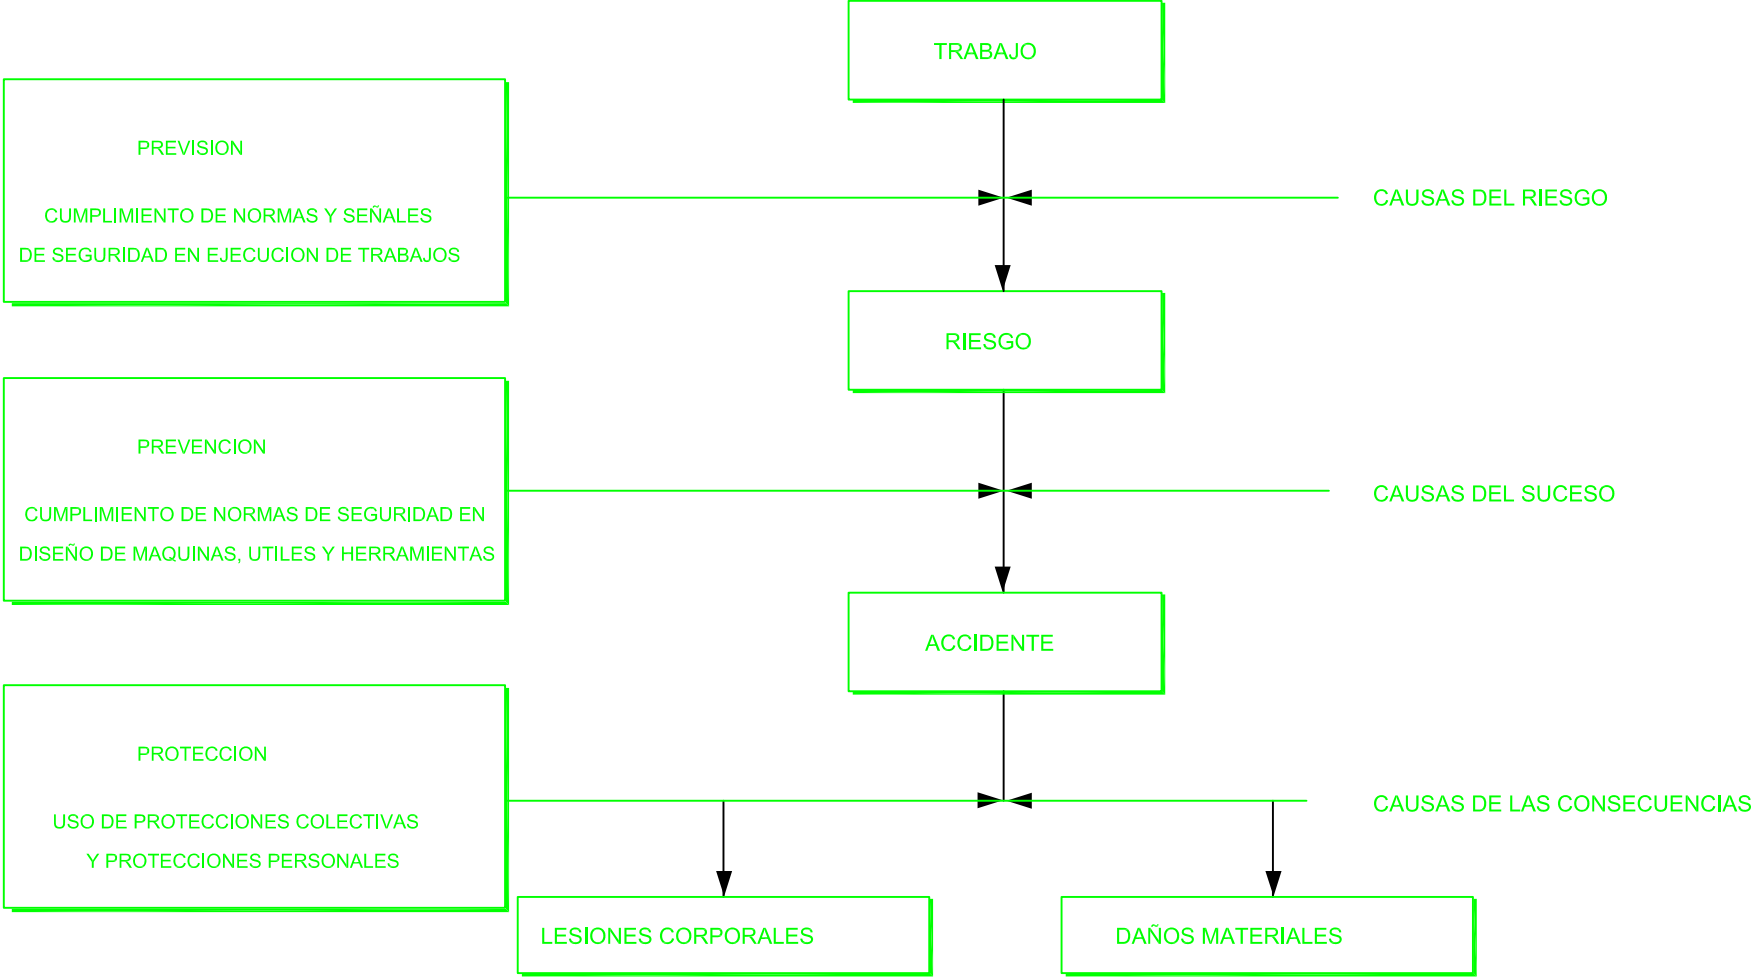 TRABAJO
PREVISION
CUMPLIMIENTO DE NORMAS Y SEÑALES
DE SEGURIDAD EN EJECUCION DE TRABAJOS
CAUSAS DEL RIESGO
RIESGO
PREVENCION
CUMPLIMIENTO DE NORMAS DE SEGURIDAD EN
DISEÑO DE MAQUINAS, UTILES Y HERRAMIENTAS
CAUSAS DEL SUCESO
ACCIDENTE
PROTECCION
USO DE PROTECCIONES COLECTIVAS
Y PROTECCIONES PERSONALES
CAUSAS DE LAS CONSECUENCIAS
LESIONES CORPORALES
DAÑOS MATERIALES